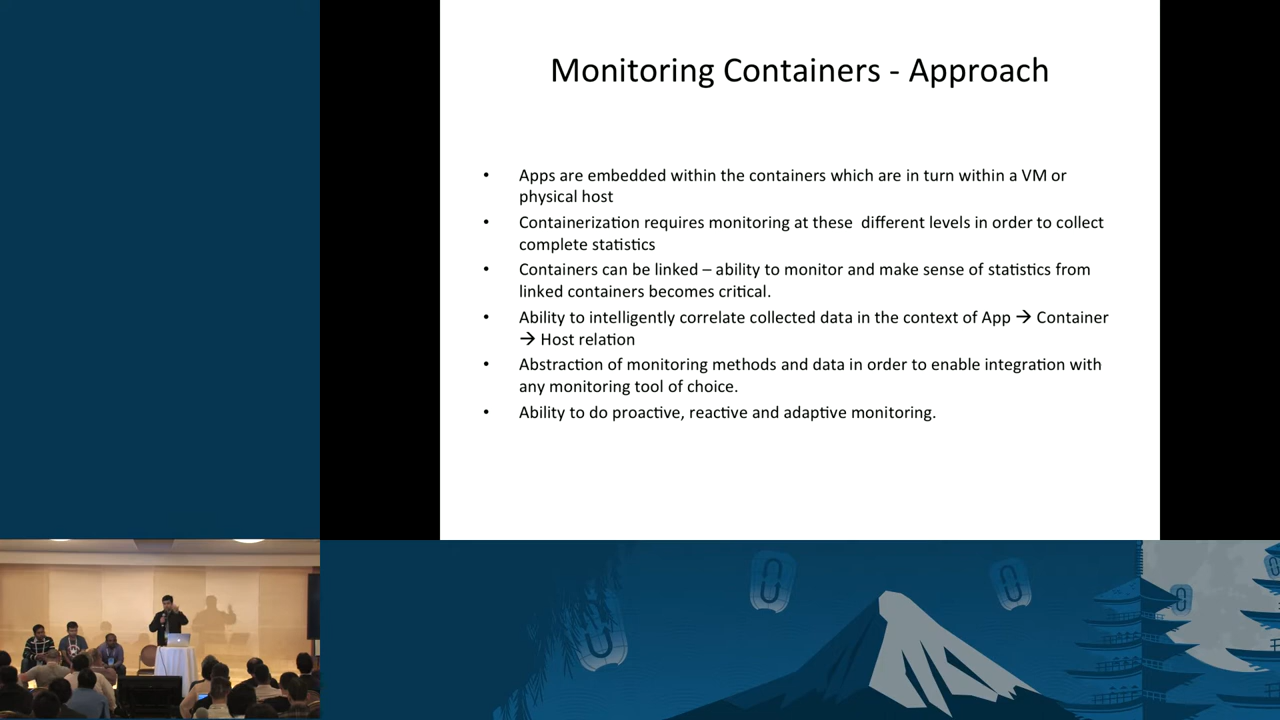 Monitoring Containers - Approach
• Apps are embedded within the containers which are in turn within a VM or
physical host
• Containerization requires monitoring at these  different levels in order to collect
complete statistics
• Containers can be linked – ability to monitor and make sense of statistics from
linked containers becomes critical.
• Ability to intelligently correlate collected data in the context of App → Container
→ Host relation
• Abstraction of monitoring methods and data in order to enable integration with
any monitoring tool of choice.
• Ability to do proactive, reactive and adaptive monitoring.